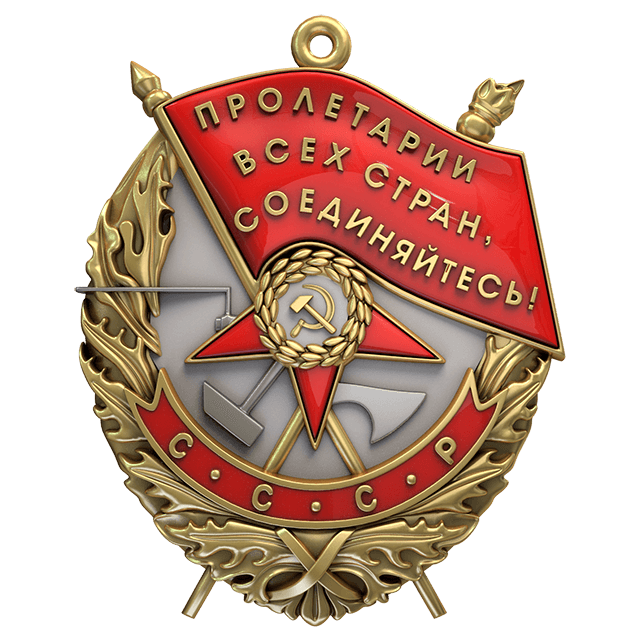 ПРОЛЕТАРИИ
ВСЕХ СТРАН,
СОЕДИНЯЙТЕСЬ!
С · С · С · Р